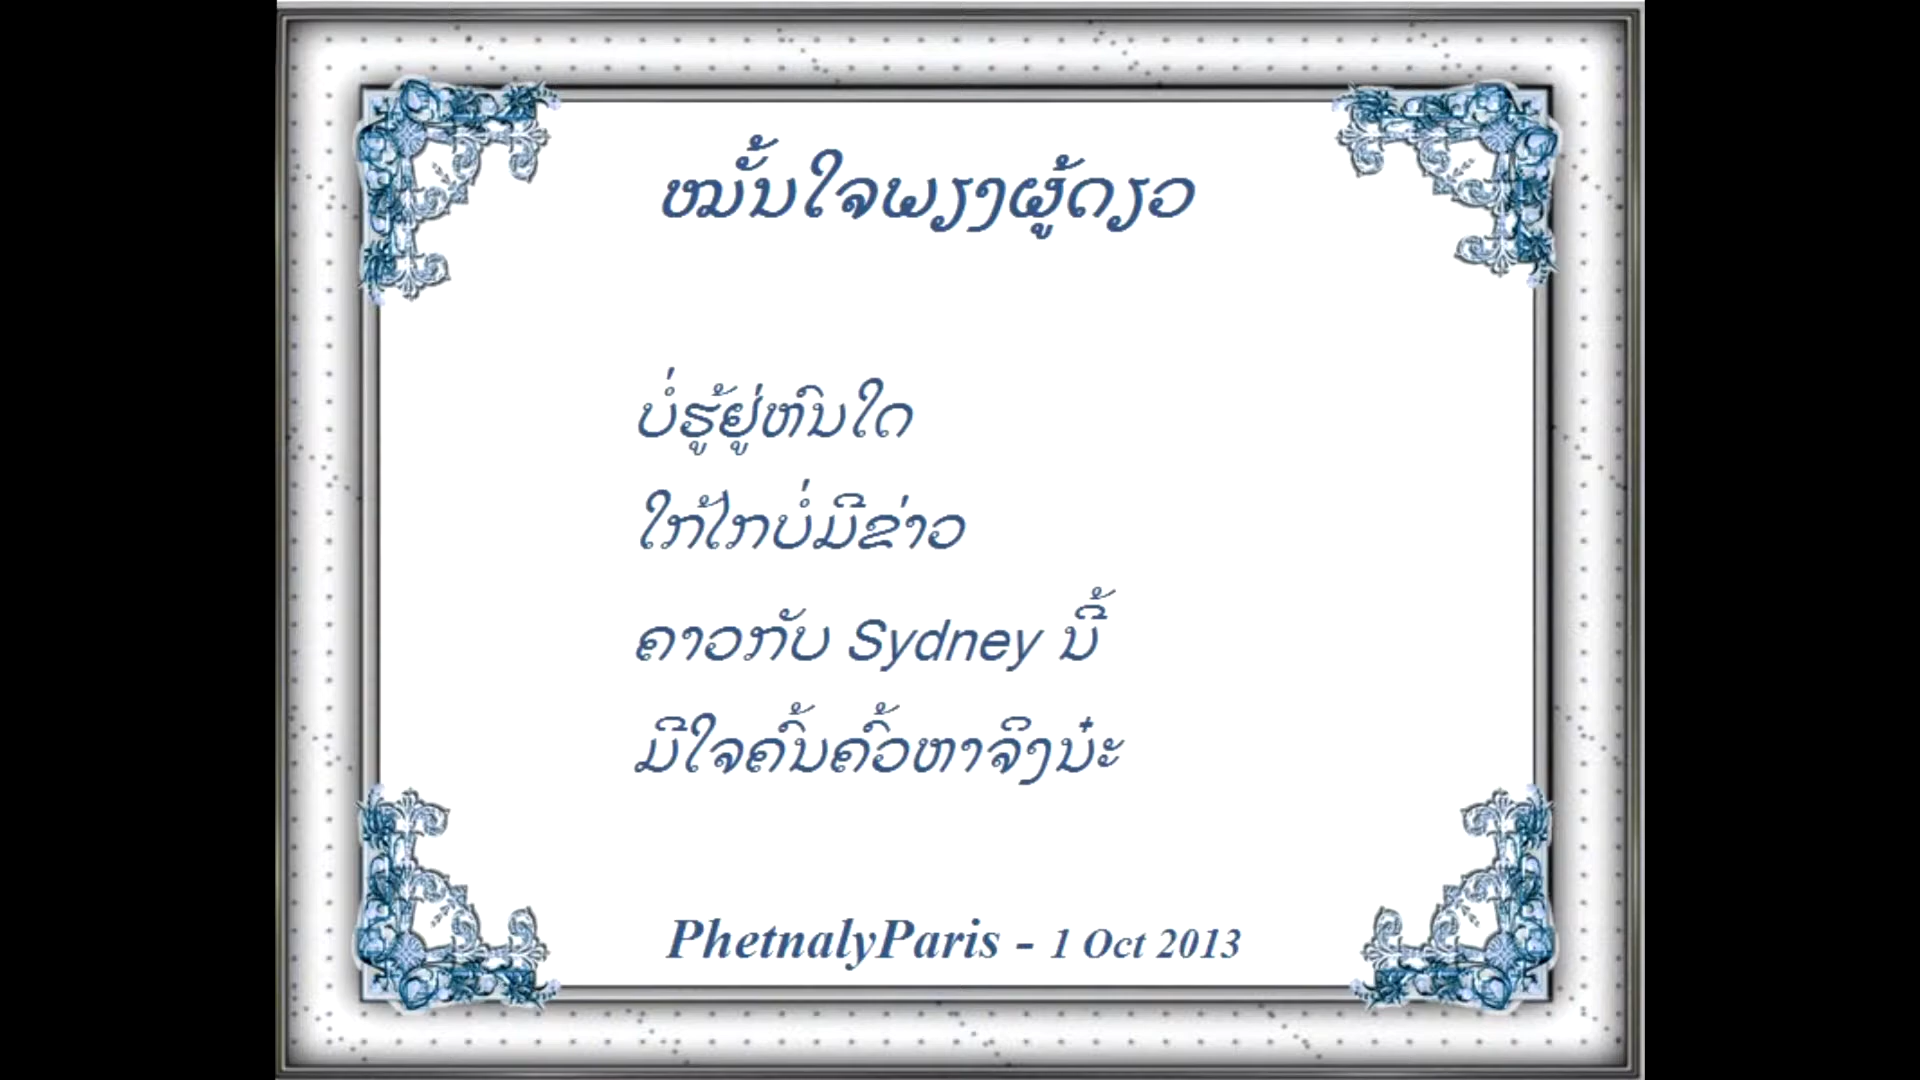 ໝັ້ນໃຈພຽງຜູ້ດຽວ
ບໍ່ຮູ້ຢູ່ຫົນໃດ
ໃກ້ໄກບໍ່ມີຂ່າວ
ຄາວກັບ Sydney ນີ້
ມີໃຈຄົ້ນຄົ້ວຫາຈິງນ໋ະ
PhetnalyParis - 1 Oct 2013